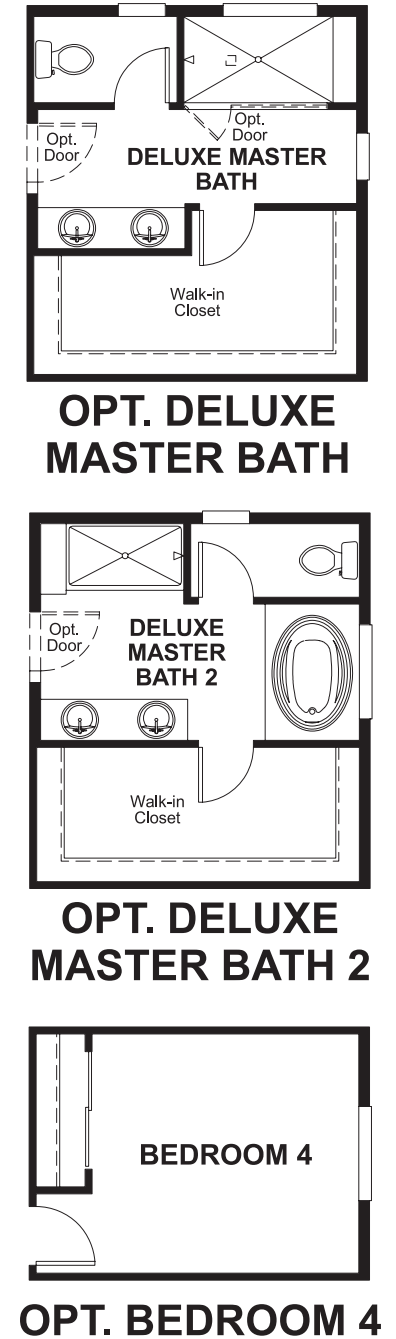 Opt.
Door
Opt.
Door
DELUXE MASTER
BATH
Walk-in
Closet
OPT. DELUXE
MASTER BATH
Opt.
Door
DELUXE
MASTER
BATH 2
Walk-in
Closet
OPT. DELUXE
MASTER BATH 2
BEDROOM 4
OPT. BEDROOM 4